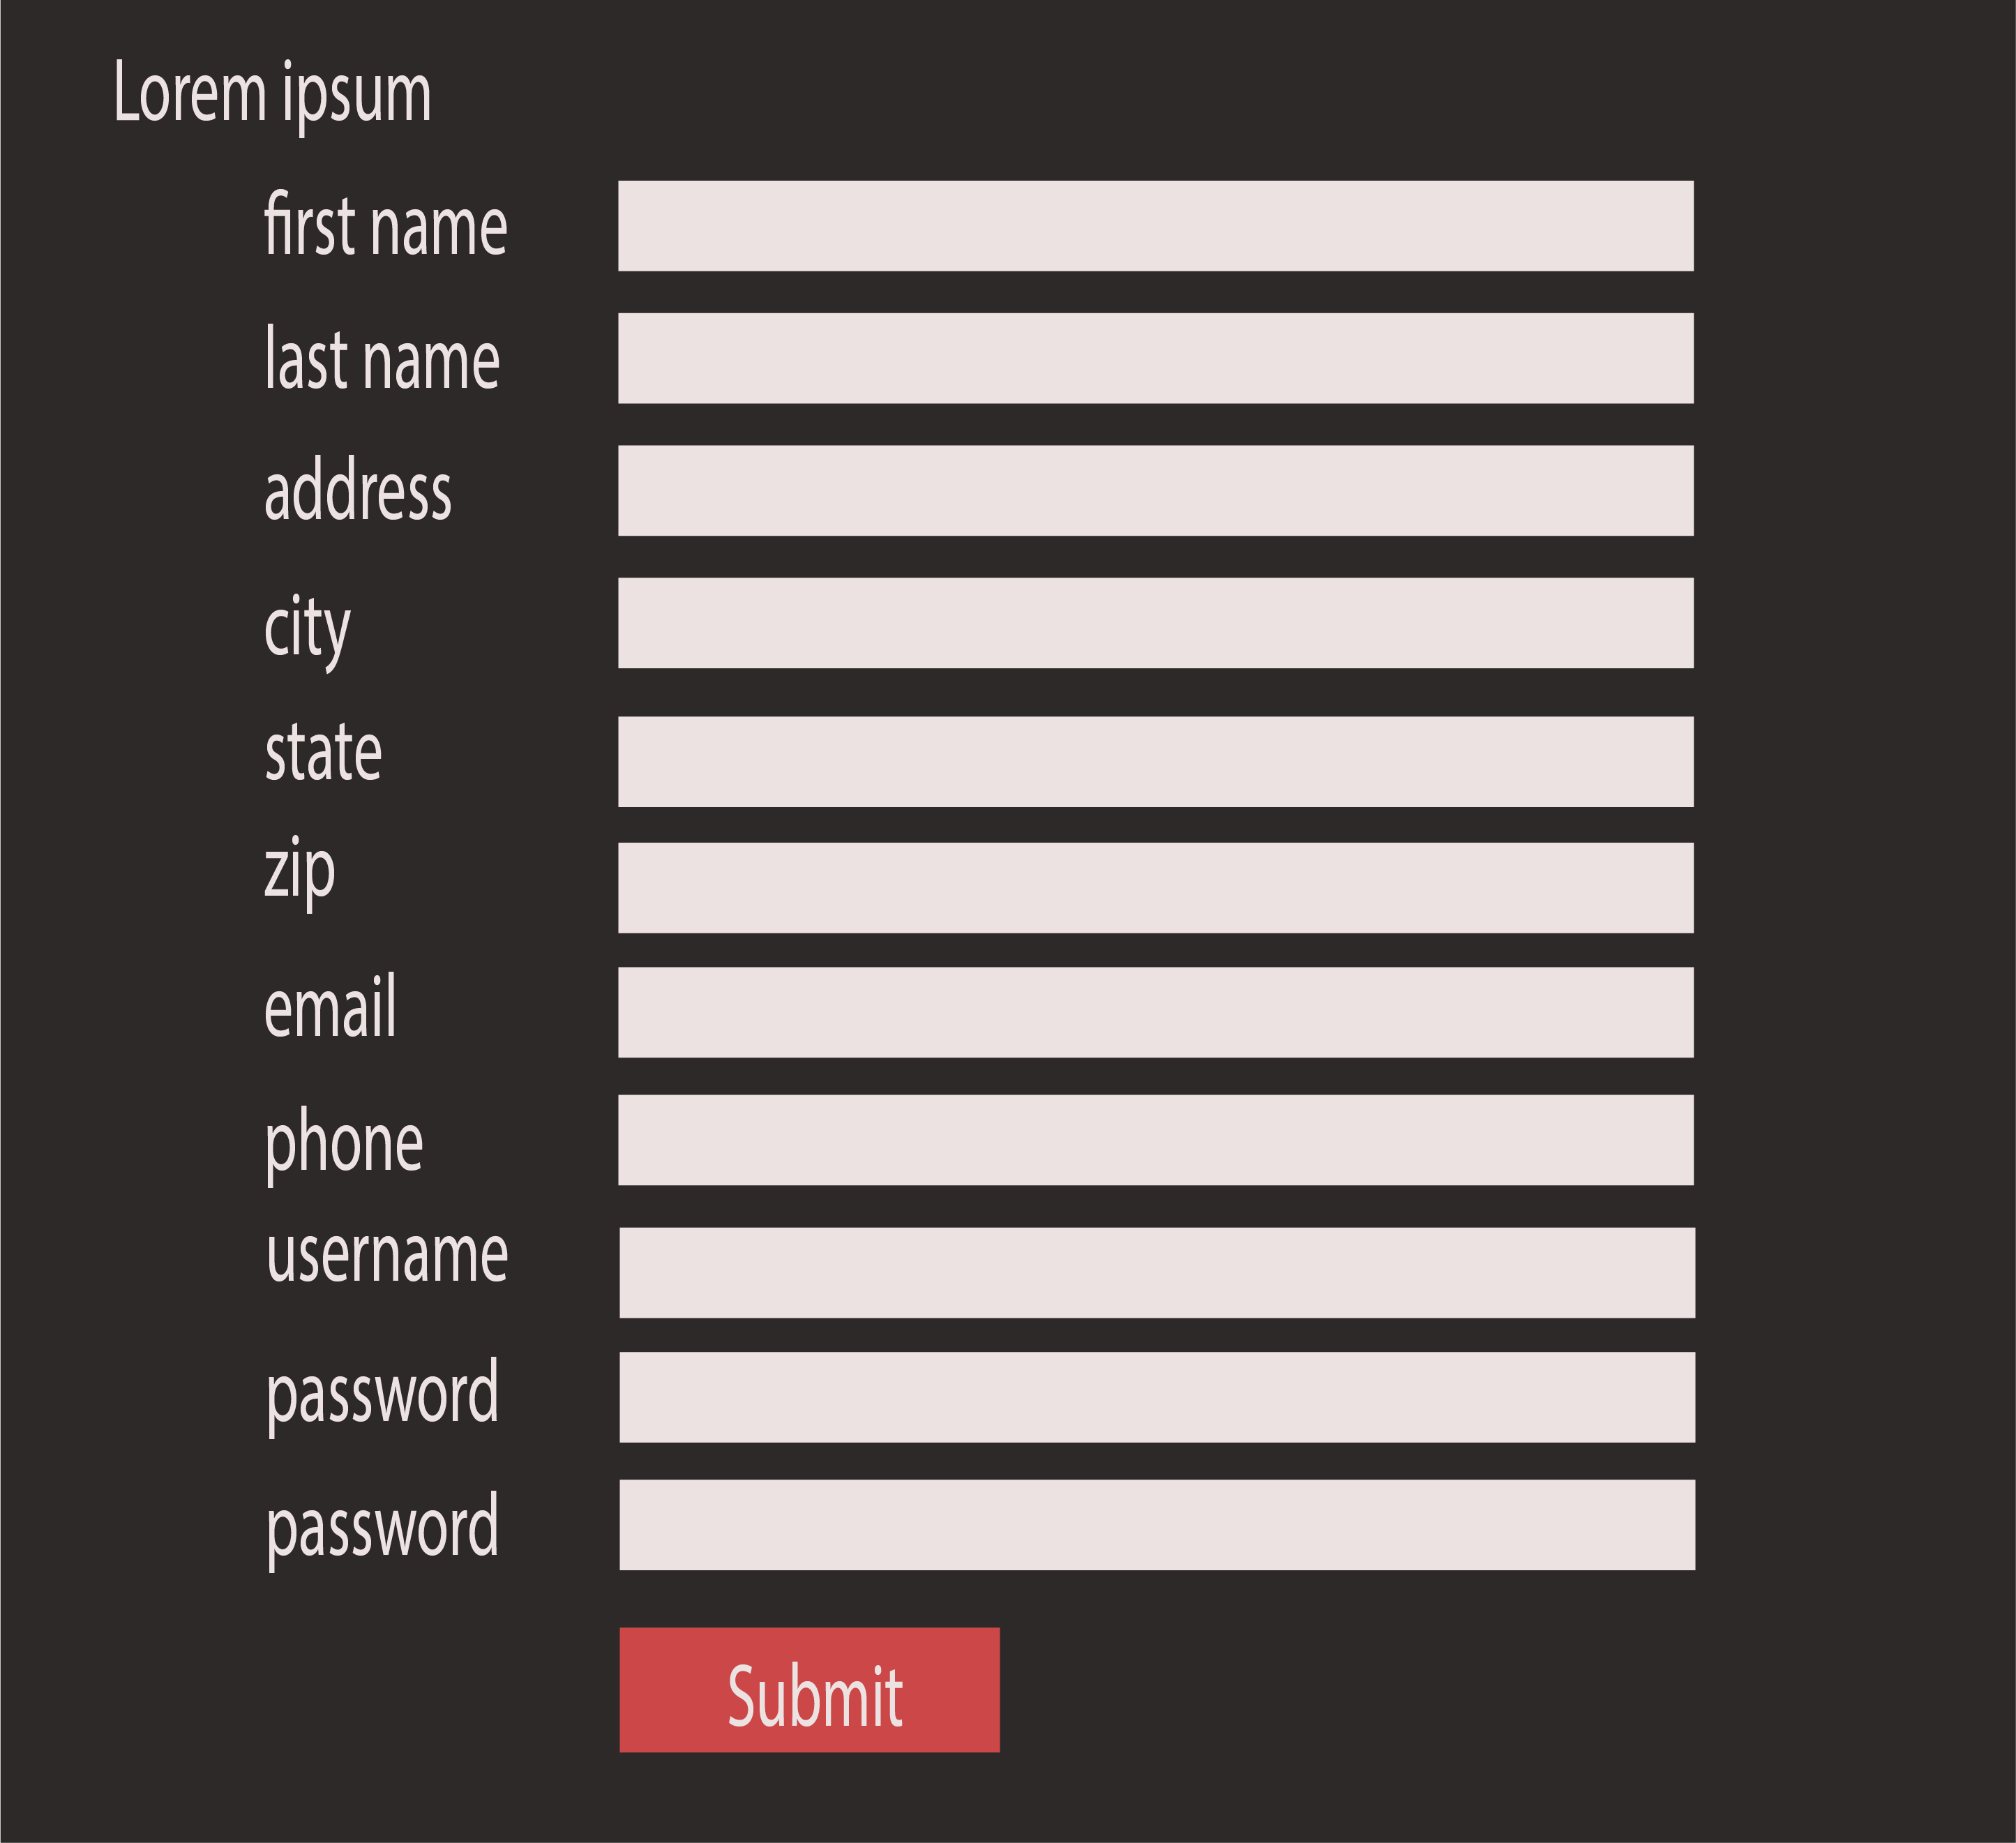 Lorem ipsum
first name
last name
address
city
state
zip
email
phone
username
password
password
Submit